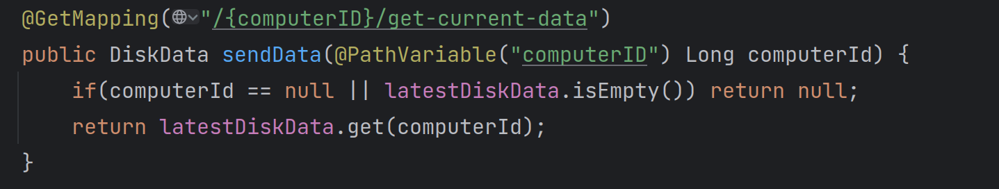 @GetMapping("/{computerID}/get-current-data")
public DiskData sendData(@PathVariable("computerID") Long computerId) {
    if(computerId == null || latestDiskData.isEmpty()) return null;
    return latestDiskData.get(computerId);
}